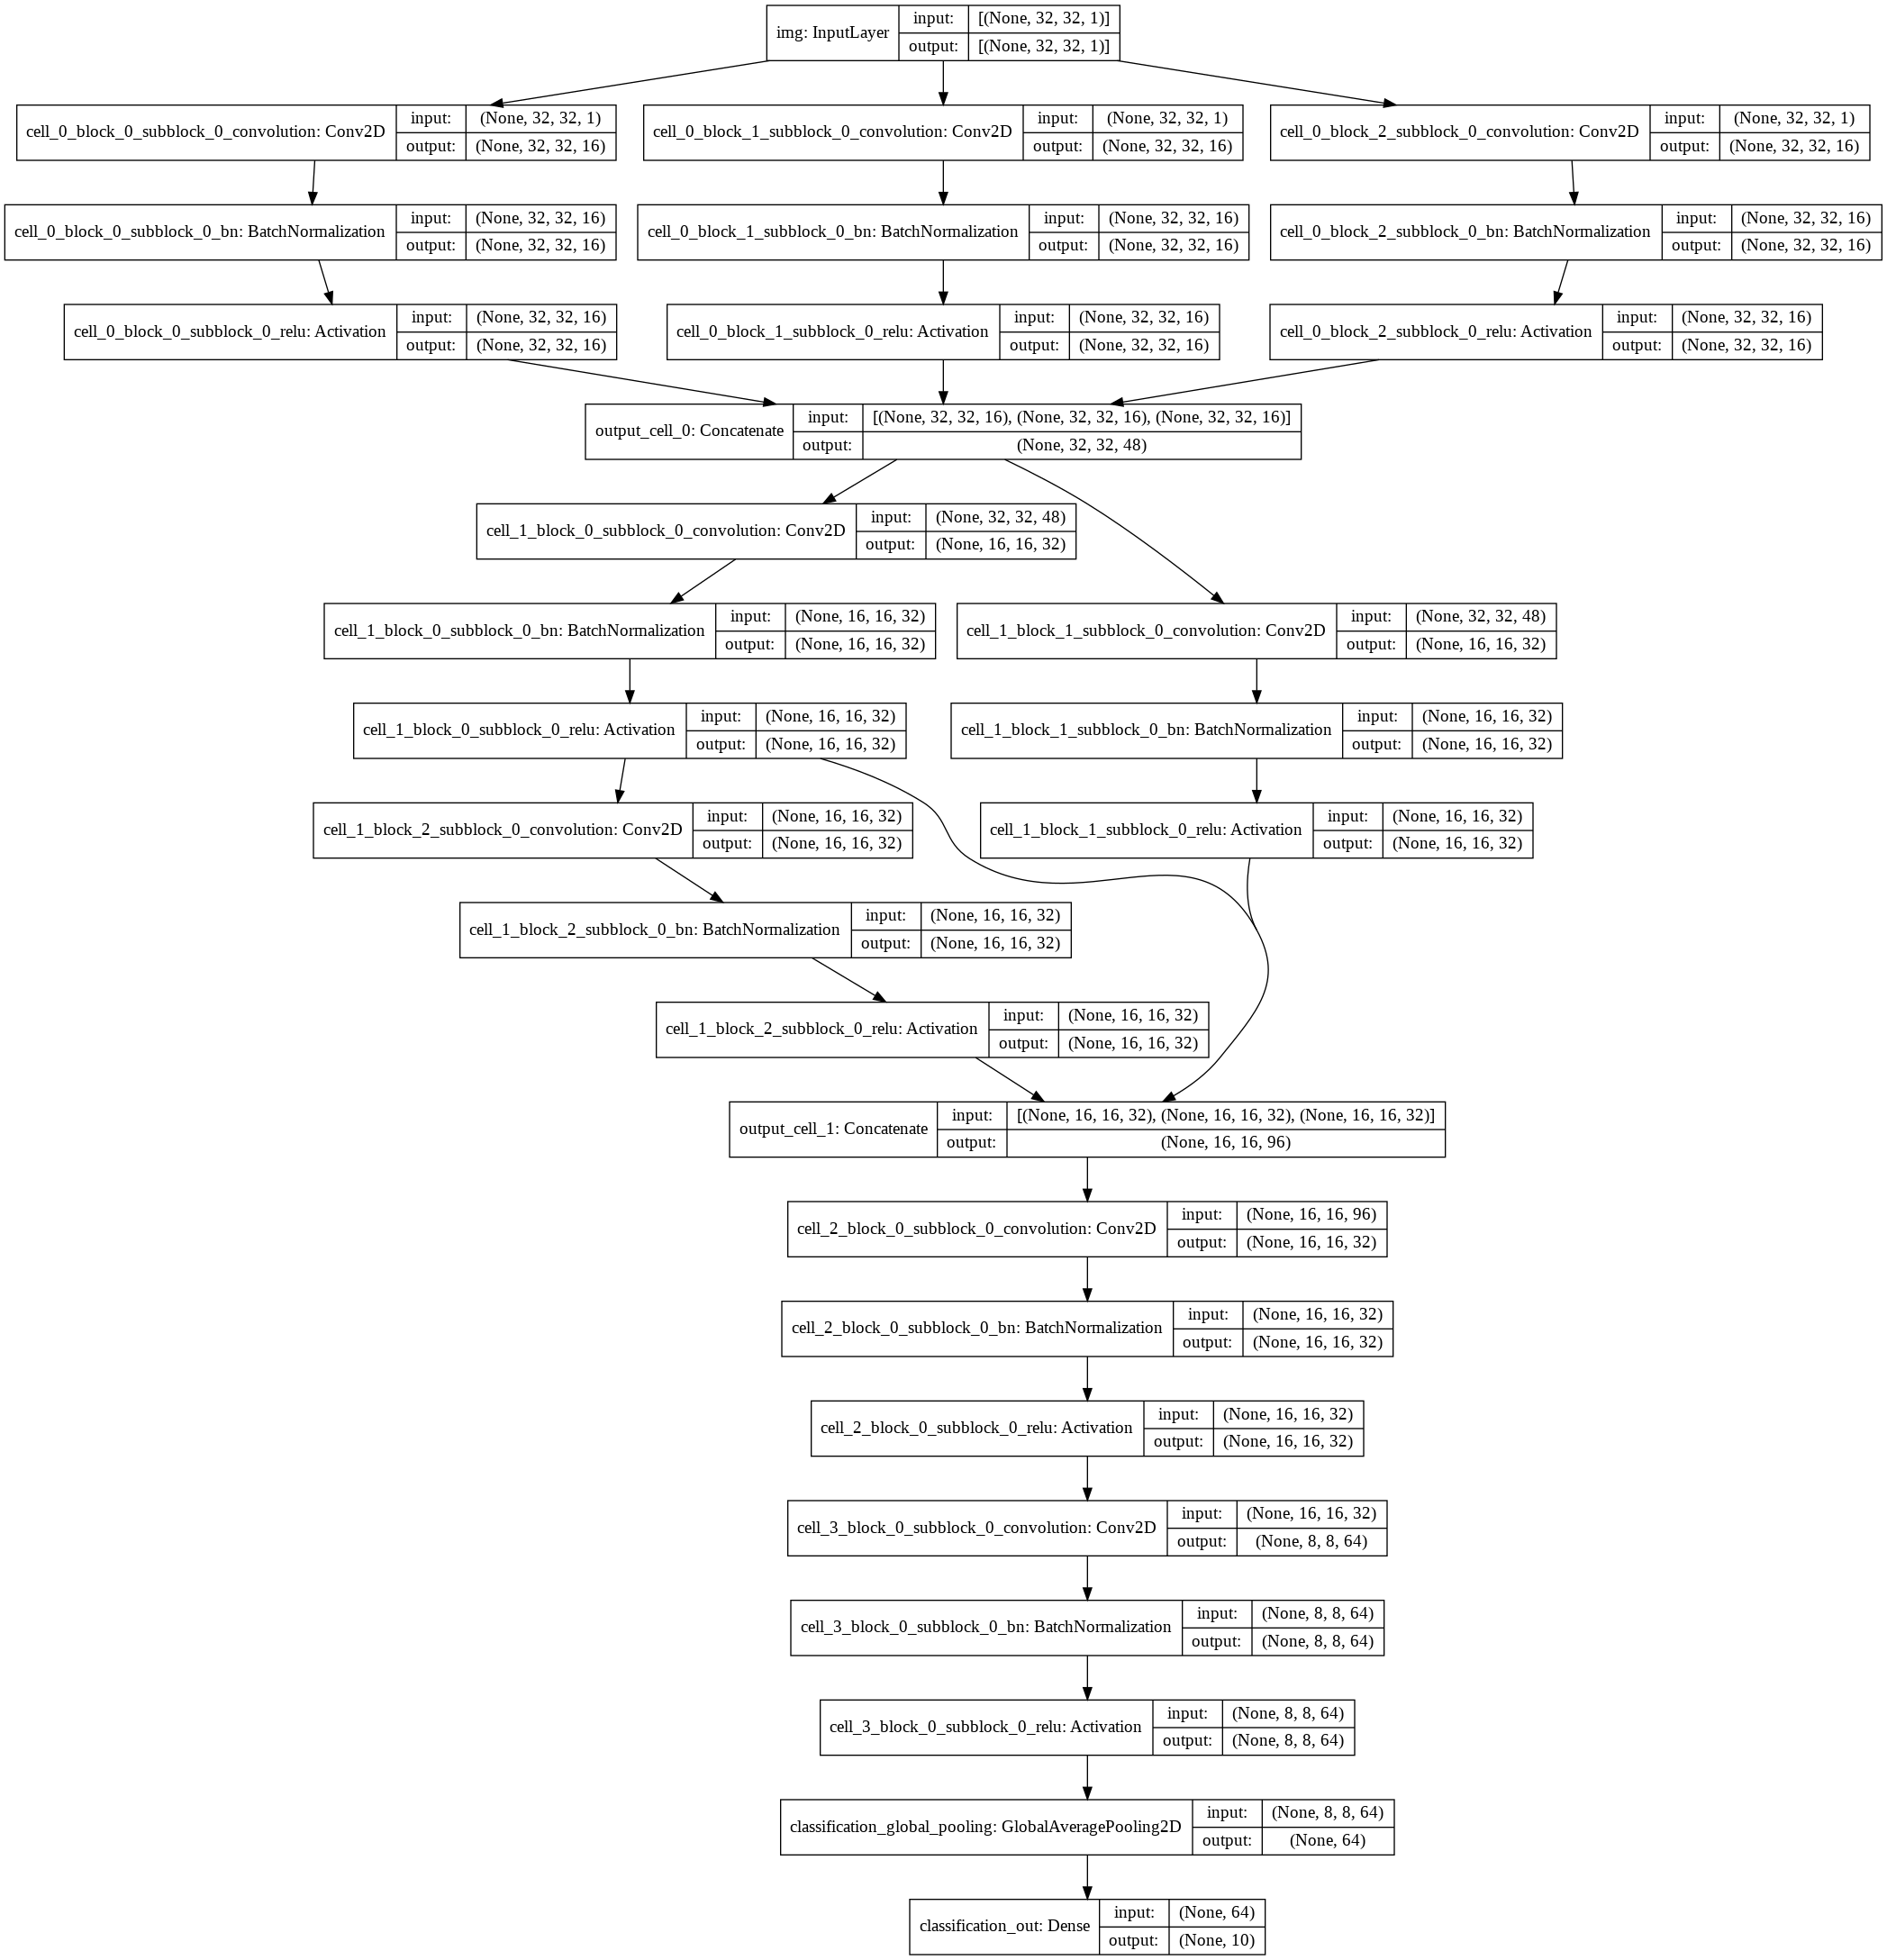 img: InputLayer
input: [(None, 32, 32, 1)]
output: [(None, 32, 32, 1)]
cell_0_block_0_subblock_0_convolution: Conv2D
input: (None, 32, 32, 1)
output: (None, 32, 32, 16)
cell_0_block_1_subblock_0_convolution: Conv2D
input: (None, 32, 32, 1)
output: (None, 32, 32, 16)
cell_0_block_2_subblock_0_convolution: Conv2D
input: (None, 32, 32, 1)
output: (None, 32, 32, 16)
cell_0_block_0_subblock_0_bn: BatchNormalization
input: (None, 32, 32, 16)
output: (None, 32, 32, 16)
cell_0_block_1_subblock_0_bn: BatchNormalization
input: (None, 32, 32, 16)
output: (None, 32, 32, 16)
cell_0_block_2_subblock_0_bn: BatchNormalization
input: (None, 32, 32, 16)
output: (None, 32, 32, 16)
cell_0_block_0_subblock_0_relu: Activation
input: (None, 32, 32, 16)
output: (None, 32, 32, 16)
cell_0_block_1_subblock_0_relu: Activation
input: (None, 32, 32, 16)
output: (None, 32, 32, 16)
cell_0_block_2_subblock_0_relu: Activation
input: (None, 32, 32, 16)
output: (None, 32, 32, 16)
output_cell_0: Concatenate
input: [(None, 32, 32, 16), (None, 32, 32, 16), (None, 32, 32, 16)]
output: (None, 32, 32, 48)
cell_1_block_0_subblock_0_convolution: Conv2D
input: (None, 32, 32, 48)
output: (None, 16, 16, 32)
cell_1_block_0_subblock_0_bn: BatchNormalization
input: (None, 16, 16, 32)
output: (None, 16, 16, 32)
cell_1_block_1_subblock_0_convolution: Conv2D
input: (None, 32, 32, 48)
output: (None, 16, 16, 32)
cell_1_block_0_subblock_0_relu: Activation
input: (None, 16, 16, 32)
output: (None, 16, 16, 32)
cell_1_block_1_subblock_0_bn: BatchNormalization
input: (None, 16, 16, 32)
output: (None, 16, 16, 32)
cell_1_block_2_subblock_0_convolution: Conv2D
input: (None, 16, 16, 32)
output: (None, 16, 16, 32)
cell_1_block_1_subblock_0_relu: Activation
input: (None, 16, 16, 32)
output: (None, 16, 16, 32)
cell_1_block_2_subblock_0_bn: BatchNormalization
input: (None, 16, 16, 32)
output: (None, 16, 16, 32)
cell_1_block_2_subblock_0_relu: Activation
input: (None, 16, 16, 32)
output: (None, 16, 16, 32)
output_cell_1: Concatenate
input: [(None, 16, 16, 32), (None, 16, 16, 32), (None, 16, 16, 32)]
output: (None, 16, 16, 96)
cell_2_block_0_subblock_0_convolution: Conv2D
input: (None, 16, 16, 96)
output: (None, 16, 16, 32)
cell_2_block_0_subblock_0_bn: BatchNormalization
input: (None, 16, 16, 32)
output: (None, 16, 16, 32)
cell_2_block_0_subblock_0_relu: Activation
input: (None, 16, 16, 32)
output: (None, 16, 16, 32)
cell_3_block_0_subblock_0_convolution: Conv2D
input: (None, 16, 16, 32)
output: (None, 8, 8, 64)
cell_3_block_0_subblock_0_bn: BatchNormalization
input: (None, 8, 8, 64)
output: (None, 8, 8, 64)
cell_3_block_0_subblock_0_relu: Activation
input: (None, 8, 8, 64)
output: (None, 8, 8, 64)
classification_global_pooling: GlobalAveragePooling2D
input: (None, 8, 8, 64)
output: (None, 64)
classification_out: Dense
input: (None, 64)
output: (None, 10)